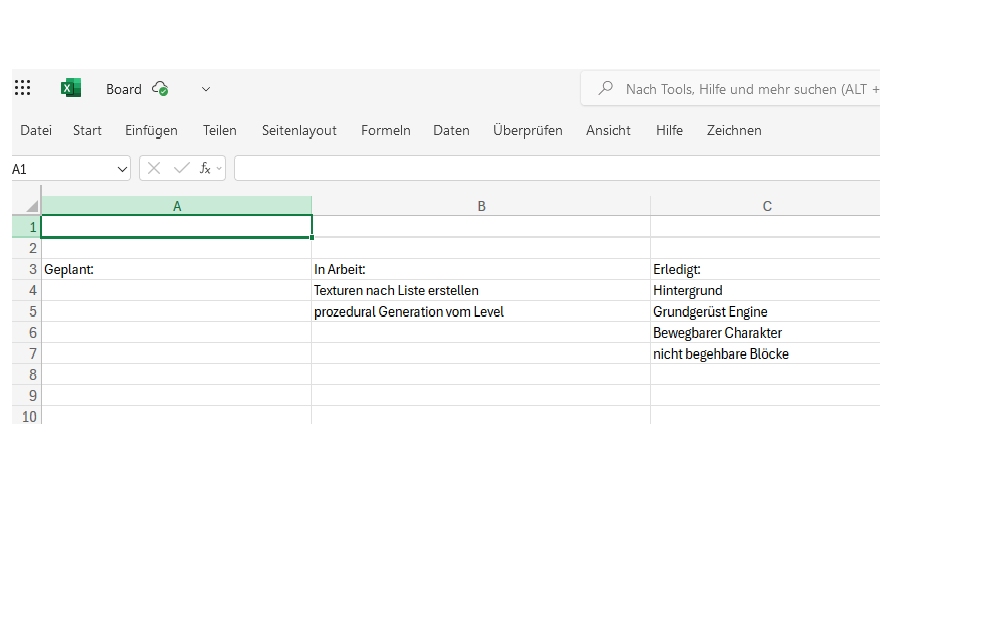 Board
Nach Tools, Hilfe und mehr suchen (ALT +
Datei Start Einfügen Teilen Seitenlayout Formeln Daten Überprüfen Ansicht Hilfe Zeichnen
A1 fx
A B C
1
2
3 Geplant: In Arbeit: Erledigt:
4 Texturen nach Liste erstellen Hintergrund
5 prozedural Generation vom Level Grundgerüst Engine
6 Bewegbarer Charakter
7 nicht begehbare Blöcke
8
9
10